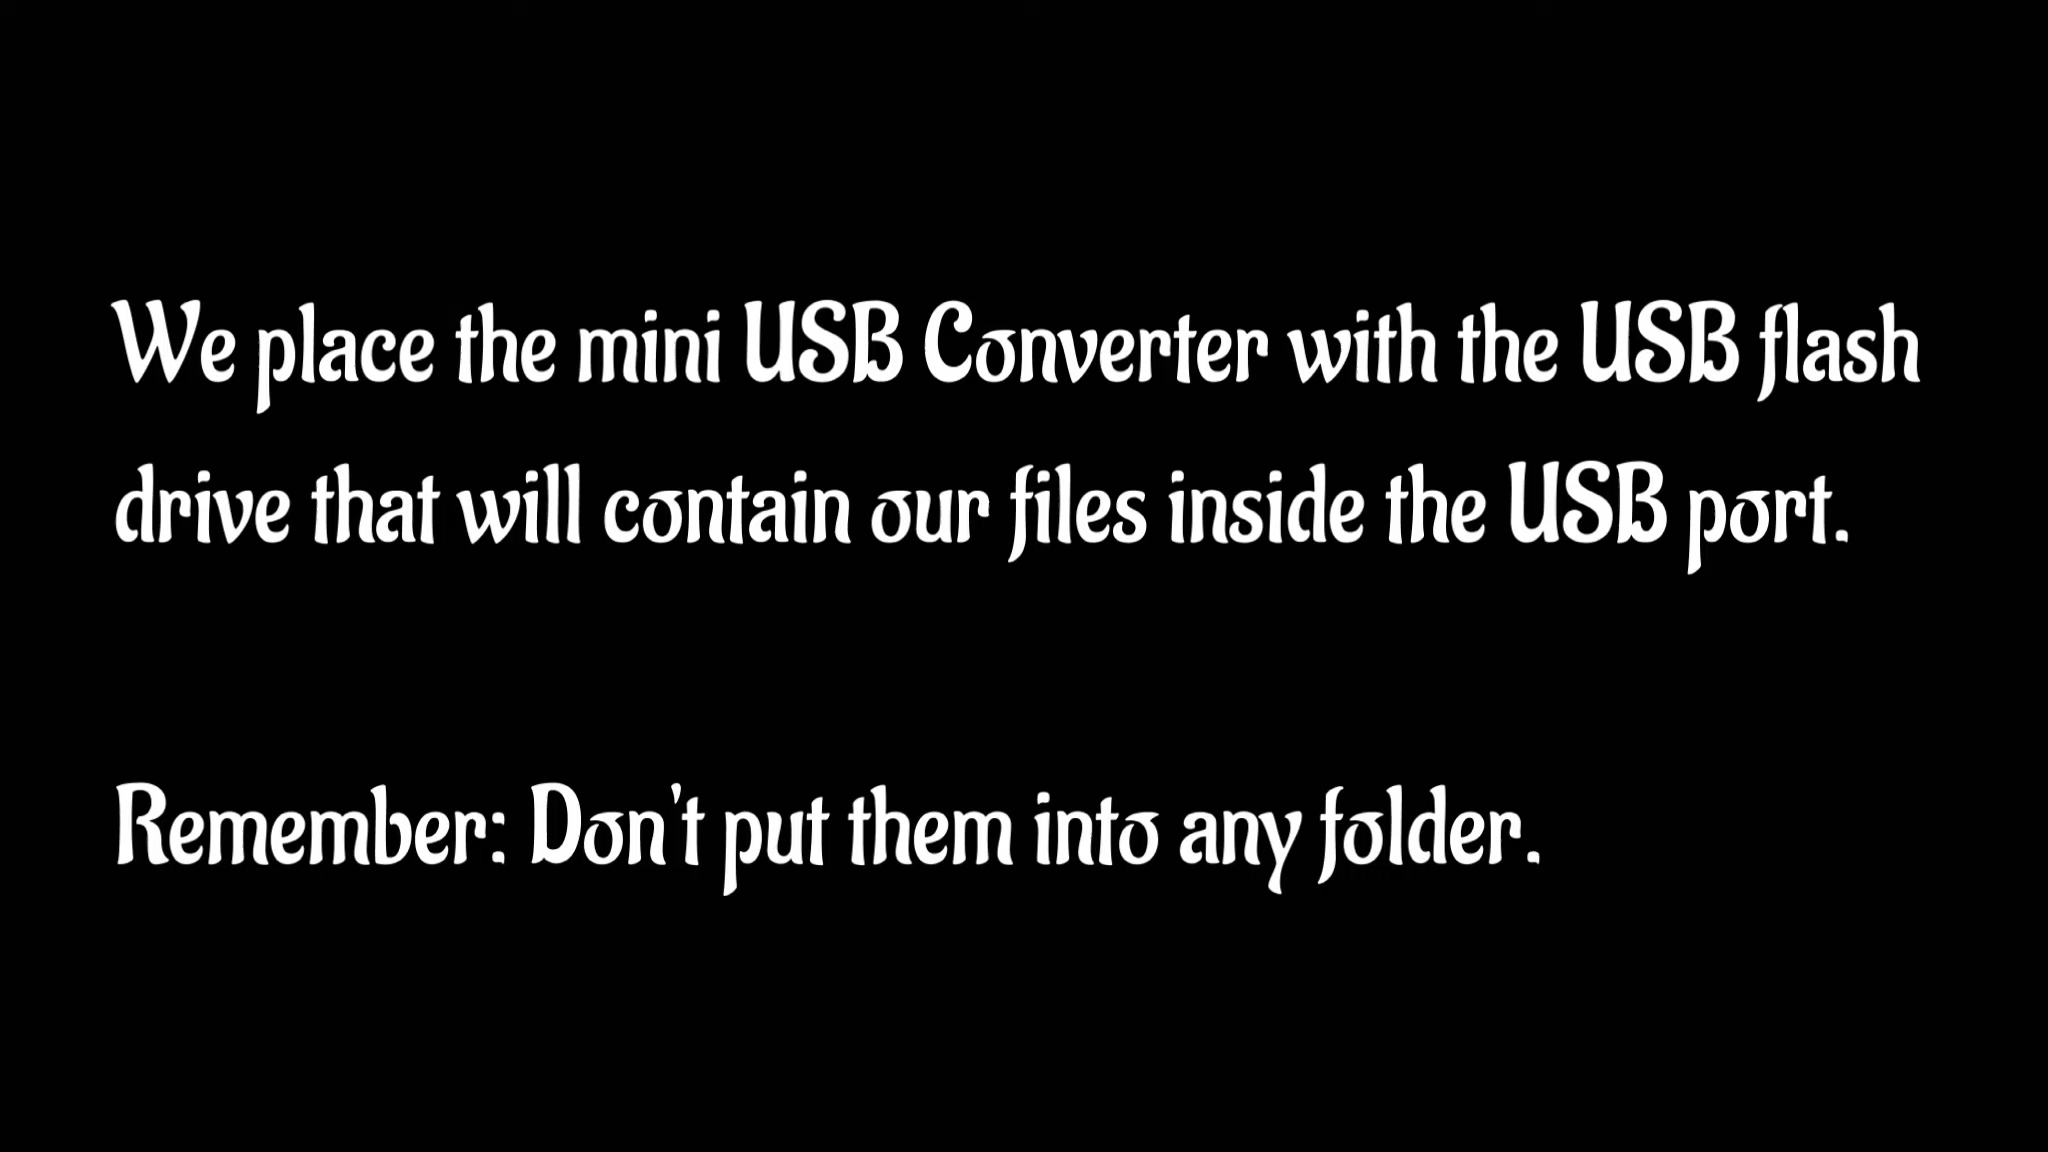 We place the mini USB Converter with the USB flash
drive that will contain our files inside the USB port.
Remember: Don't put them into any folder.